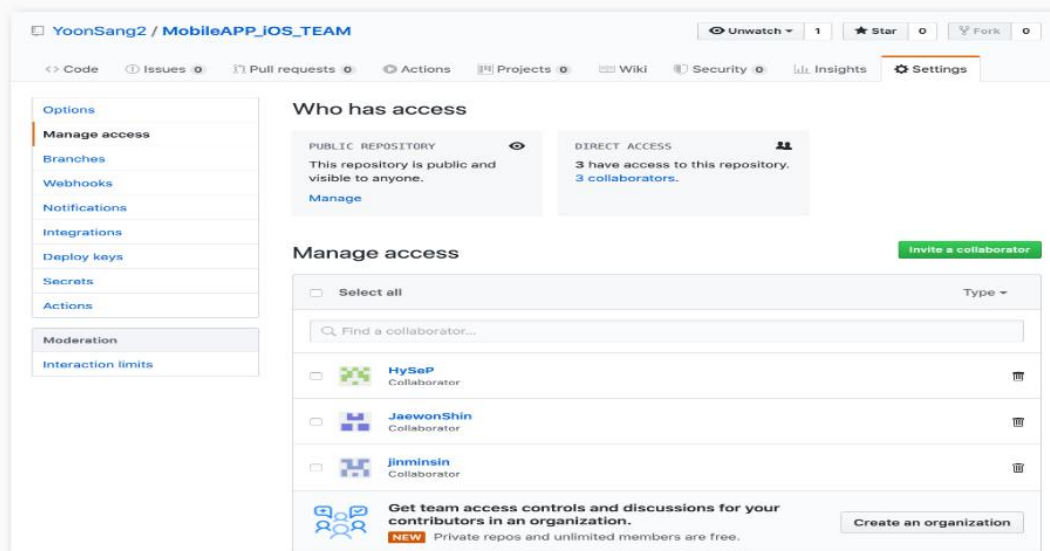 YoonSang2 / MobileAPP_iOS_TEAM
Unwatch 1 Star 0 Fork 0
<> Code Issues 0 Pull requests 0 Actions Projects 0 Wiki Security 0 Insights Settings
Options
Manage access
Branches
Webhooks
Notifications
Integrations
Deploy keys
Secrets
Actions
Moderation
Interaction limits
Who has access
PUBLIC REPOSITORY
This repository is public and
visible to anyone.
Manage
DIRECT ACCESS
3 have access to this repository.
3 collaborators.
Manage access
Invite a collaborator
Select all Type
Find a collaborator...
HySeP
Collaborator
JaewonShin
Collaborator
jinminsin
Collaborator
Get team access controls and discussions for your
contributors in an organization.
NEW Private repos and unlimited members are free.
Create an organization